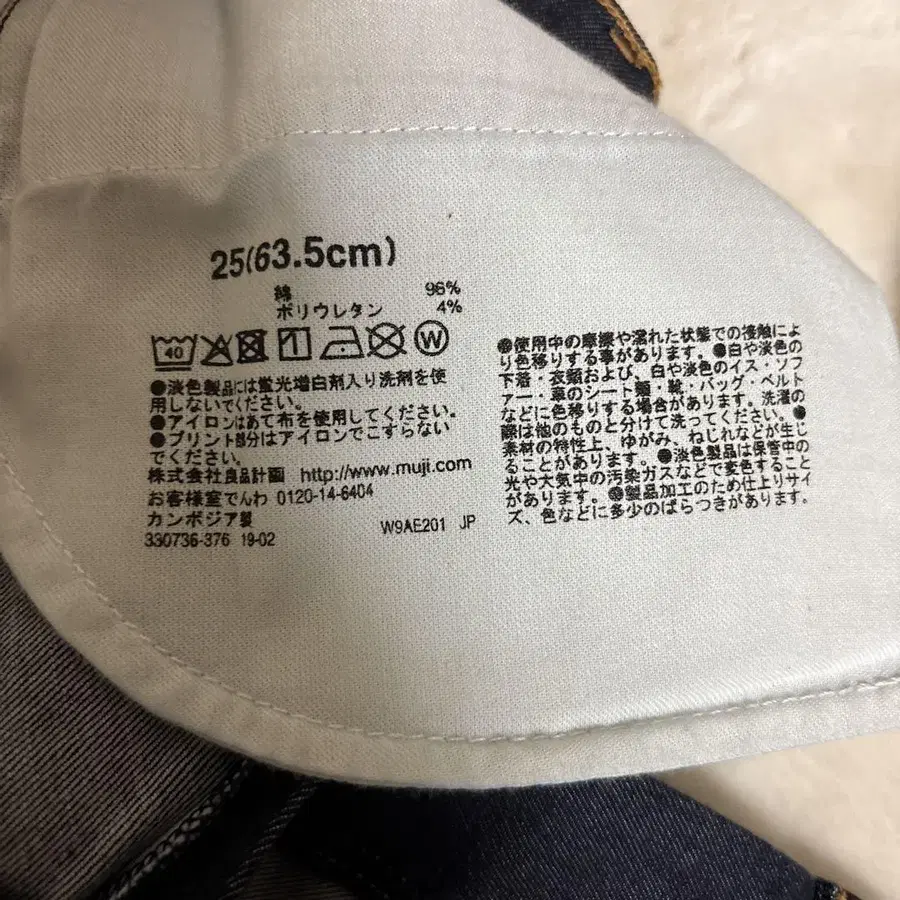 25(63.5cm)
綿 96%
ポリウレタン 4%
40 W
●淡色製品には蛍光増白剤入り洗剤を使
用しないでください。
●アイロンはあて布を使用してください。
●プリント部分はアイロンでこすらない
でください。
株式会社良品計画 http://www.muji.com
お客様室でんわ 0120-14-6404
カンボジア製 W9AE201 JP
330736-376 19-02
●使用中の摩擦や濡れた状態での接触によ
り色移りする事があります。●白や淡色の
下着・衣類および、白や淡色のイス・ソフ
ァー・車のシート類・靴・バッグ・ベルト
などに色移りする場合があります。洗濯の
際は他のものと分けて洗ってください。●
素材の特性上、ゆがみ、ねじれなどが生じ
ることがあります。●淡色製品は保管中の
光や大気中の汚染ガスなどで変色すること
があります。●製品加工のため仕上りサイ
ズ、色などに多少のばらつきがあります。